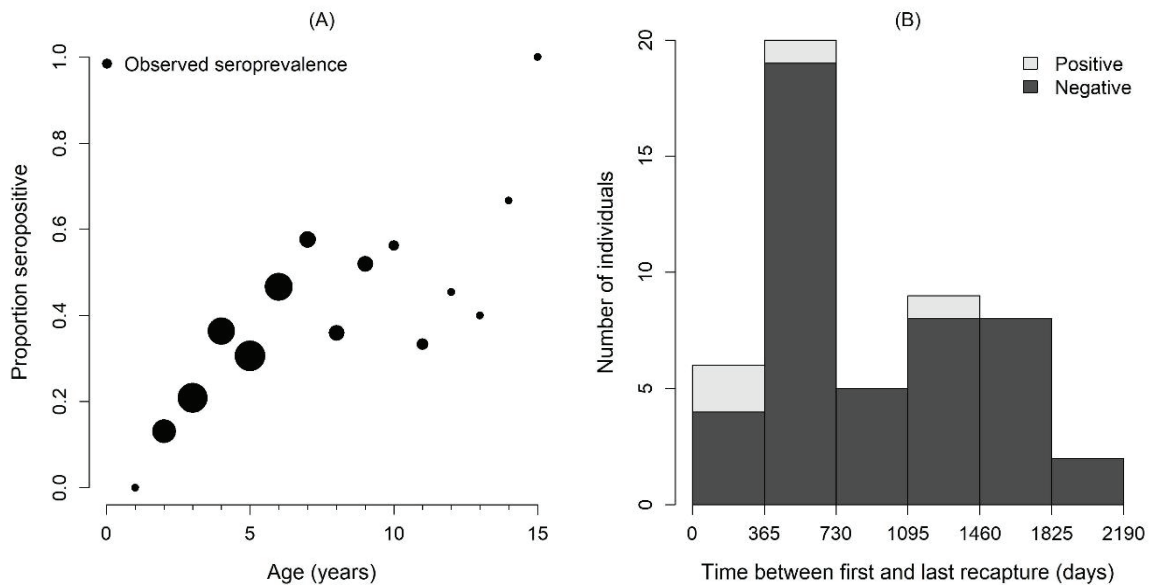 (A)
Observed seroprevalence
Proportion seropositive
1.0
0.8
0.6
0.4
0.2
0.0
0 5 10 15
Age (years)
(B)
Positive
Negative
Number of individuals
20
15
10
5
0
0 365 730 1095 1460 1825 2190
Time between first and last recapture (days)